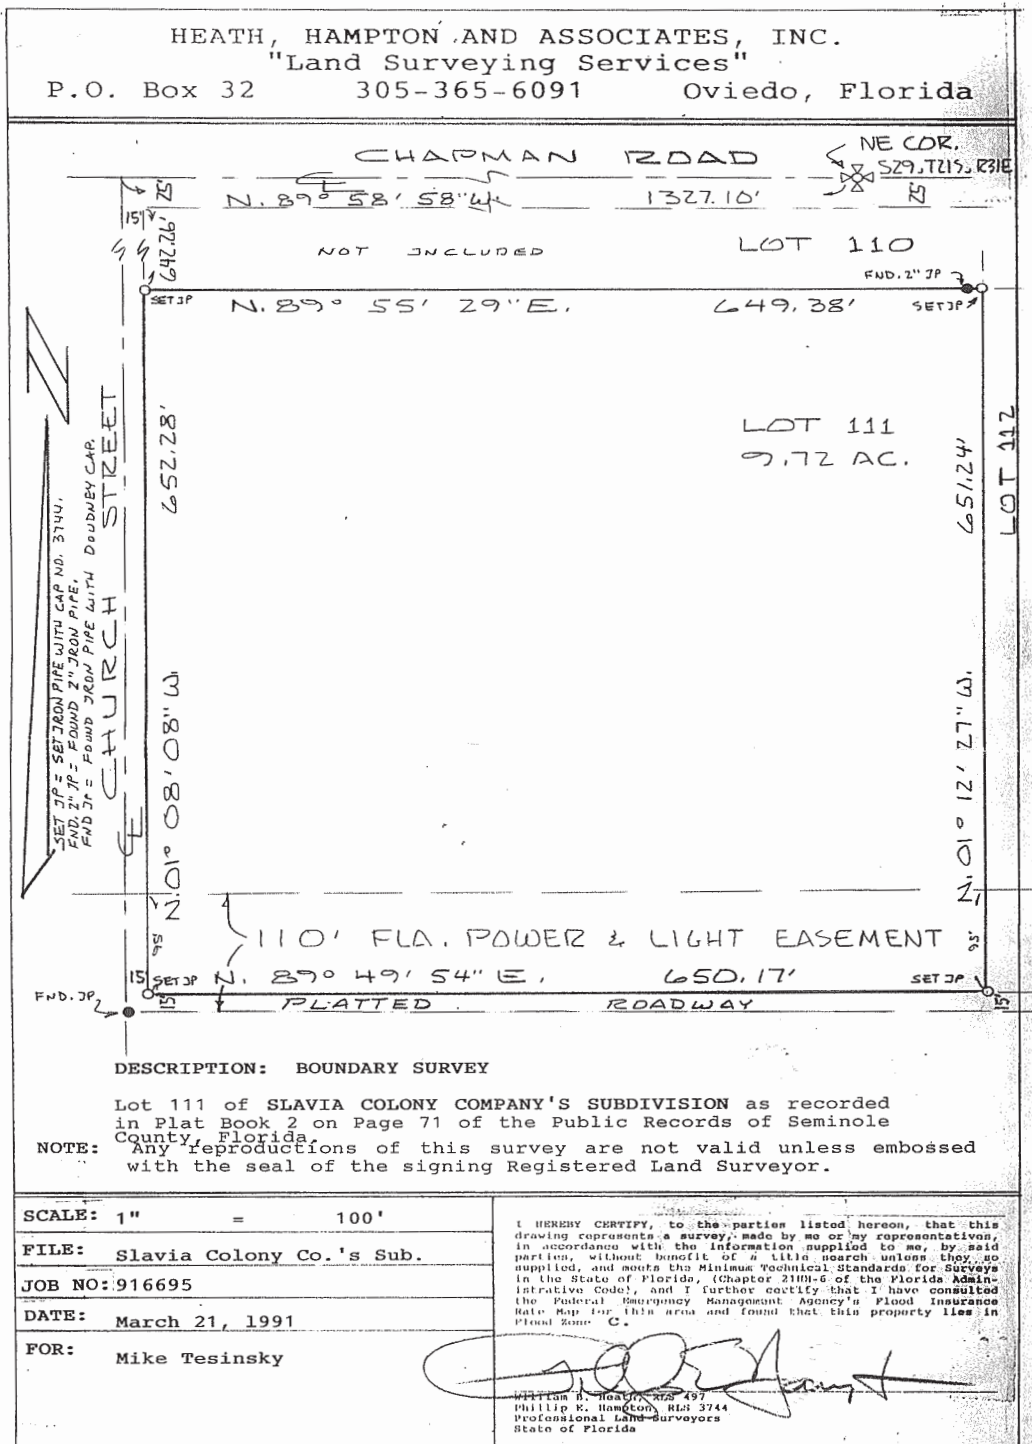 HEATH, HAMPTON AND ASSOCIATES, INC.
"Land Surveying Services"
P.O. Box 32 305-365-6091 Oviedo, Florida
CHAPMAN ROAD
NE COR.
S29, T21S, R31E
25'
N. 89° 58' 58" W.
1327.10'
25'
15'
642.26'
NOT INCLUDED
LOT 110
FND. 2" IP
SET IP
N. 89° 55' 29" E. 649.38'
SET IP
LOT 111
9.72 AC.
652.28'
N. 01° 08' 08" W.
651.24'
N. 01° 12' 27" W.
LOT 112
CHURCH STREET
SET IP = SET IRON PIPE WITH CAP NO. 3744.
FND. 2" IP = FOUND 2" IRON PIPE.
FND IP = FOUND IRON PIPE WITH DOUDNEY CAP.
110' FLA. POWER & LIGHT EASEMENT
95'
95'
15'
SET IP
N. 89° 49' 54" E. 650.17'
SET IP
FND. IP
15'
PLATTED ROADWAY
15'
DESCRIPTION: BOUNDARY SURVEY
Lot 111 of SLAVIA COLONY COMPANY'S SUBDIVISION as recorded
in Plat Book 2 on Page 71 of the Public Records of Seminole
County, Florida.
NOTE: Any reproductions of this survey are not valid unless embossed
with the seal of the signing Registered Land Surveyor.
SCALE: 1" = 100'
FILE: Slavia Colony Co.'s Sub.
JOB NO: 916695
DATE: March 21, 1991
FOR: Mike Tesinsky
I HEREBY CERTIFY, to the parties listed hereon, that this
drawing represents a survey, made by me or my representatives,
in accordance with the information supplied to me, by said
parties, without benefit of a title search unless they so
supplied, and meets the Minimum Technical Standards for Surveys
in the State of Florida, (Chapter 21HH-6 of the Florida Admin-
istrative Code), and I further certify that I have consulted
the Federal Emergency Management Agency's Flood Insurance
Rate Map for this area and found that this property lies in
Flood Zone C.
William B. Heath, RLS 497
Phillip R. Hampton, RLS 3744
Professional Land Surveyors
State of Florida